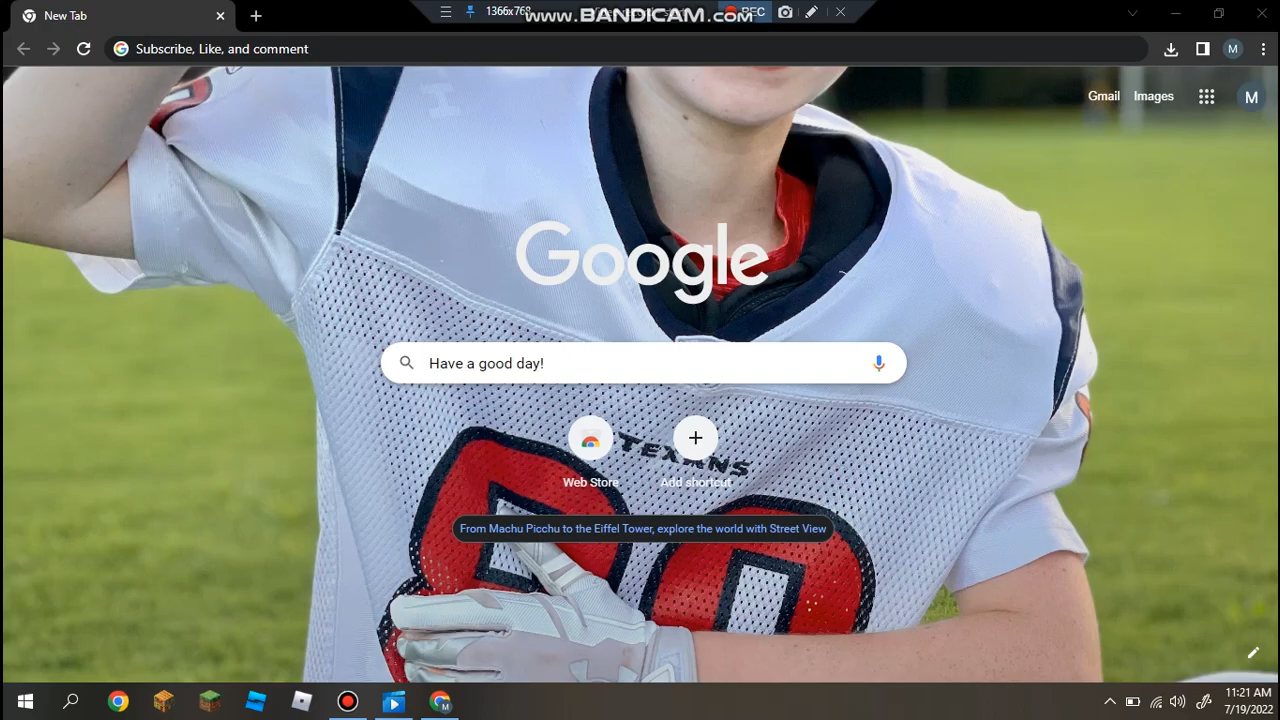 New Tab
1366x768
www.BANDICAM.com
REC
Subscribe, Like, and comment
M
Gmail
Images
M
Google
Have a good day!
TEXANS
Web Store
Add shortcut
From Machu Picchu to the Eiffel Tower, explore the world with Street View
80
M
11:21 AM
7/19/2022